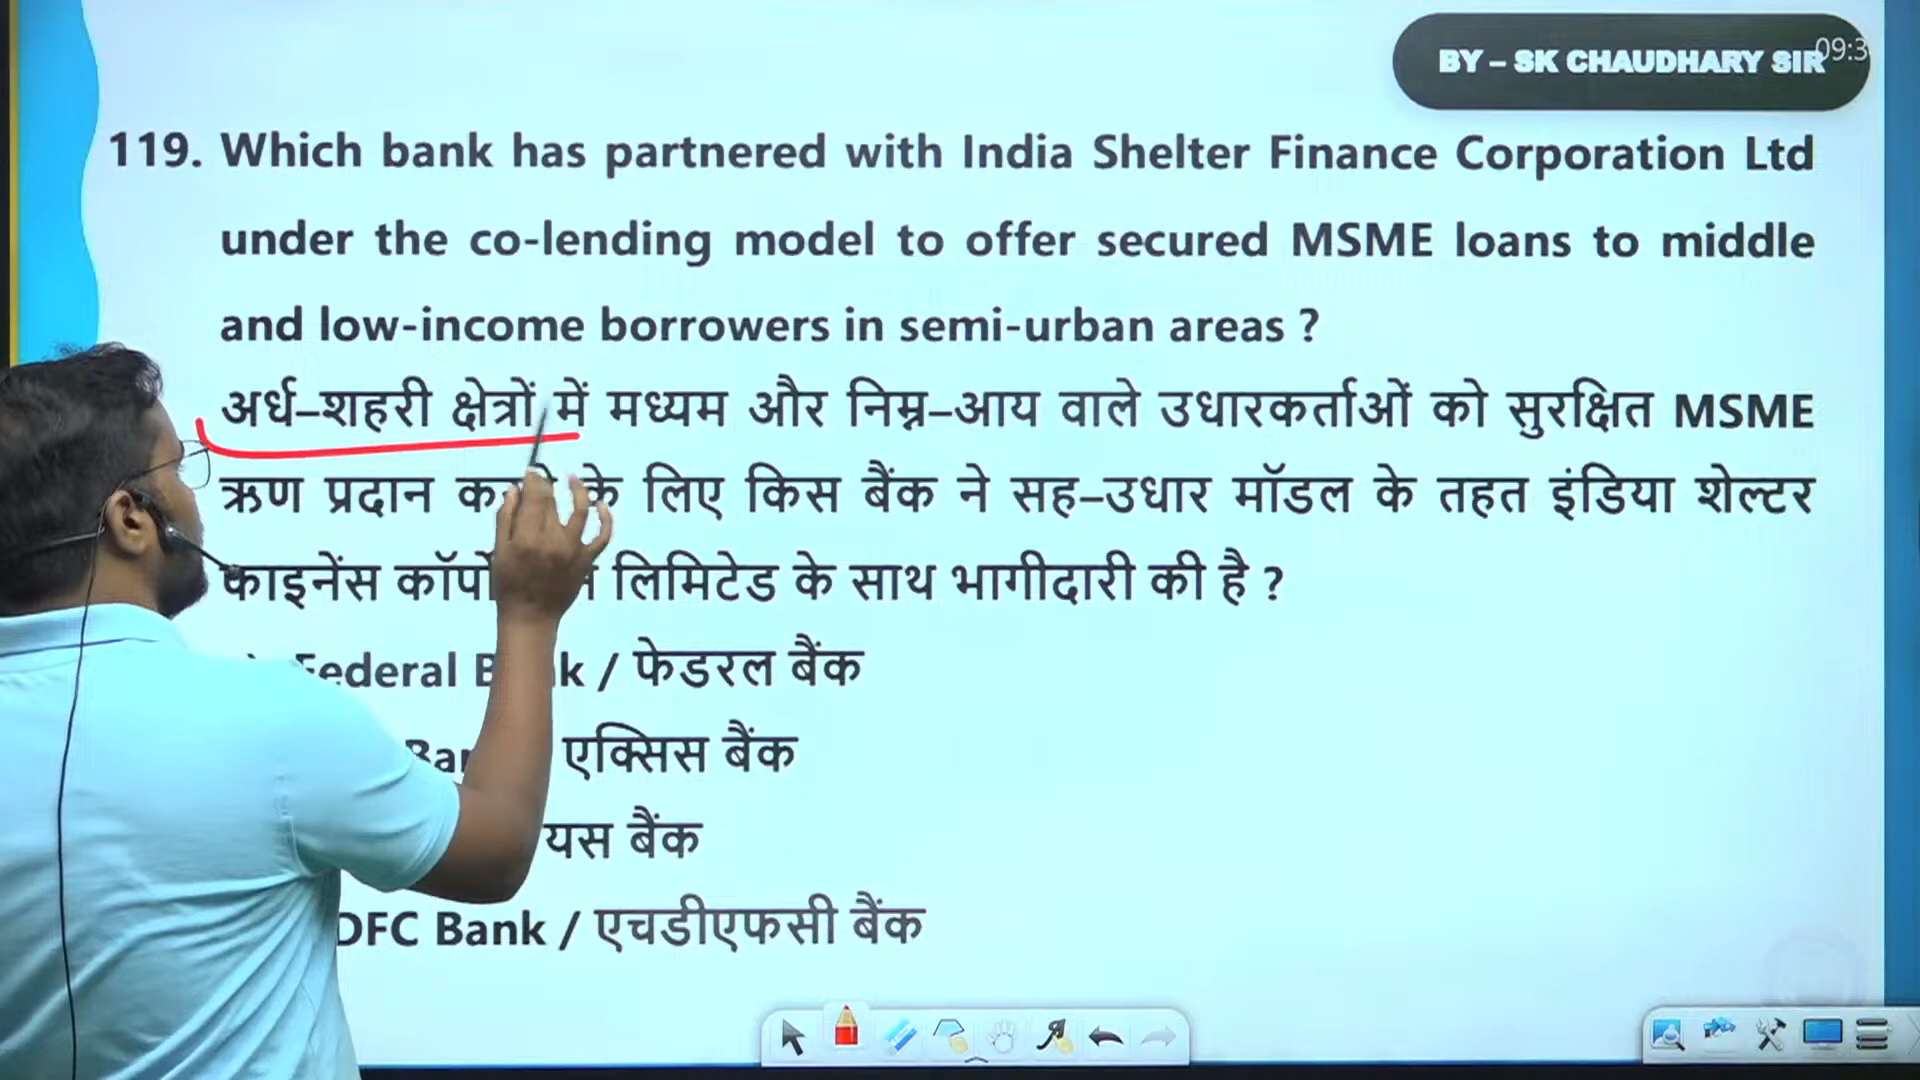 BY – SK CHAUDHARY SIR
09:3
119. Which bank has partnered with India Shelter Finance Corporation Ltd
under the co-lending model to offer secured MSME loans to middle
and low-income borrowers in semi-urban areas ?
अर्ध–शहरी क्षेत्रों में मध्यम और निम्न–आय वाले उधारकर्ताओं को सुरक्षित MSME
ऋण प्रदान के लिए किस बैंक ने सह–उधार मॉडल के तहत इंडिया शेल्टर
लिमिटेड के साथ भागीदारी की है ?
Federal / फेडरल बैंक
एक्सिस बैंक
यस बैंक
DFC Bank / एचडीएफसी बैंक